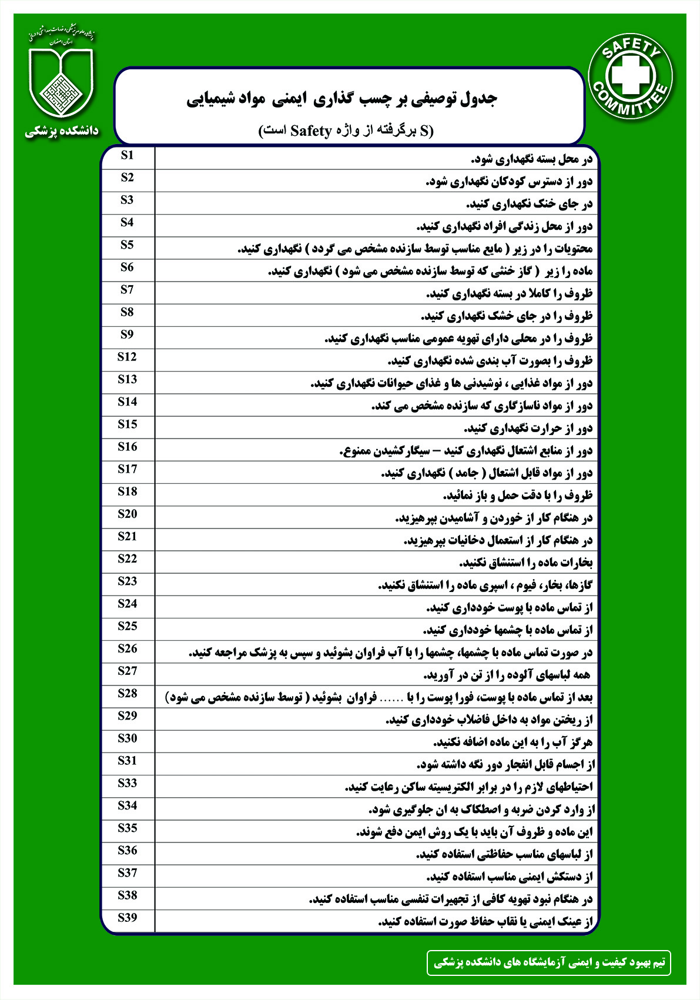 دانشگاه علوم پزشکی و خدمات بهداشتی و درمانی
استان اصفهان
دانشکده پزشکی
SAFETY COMMITTEE
جدول توصیفی بر چسب گذاری ایمنی مواد شیمیایی
(S برگرفته از واژه Safety است)
S1 در محل بسته نگهداری شود.
S2 دور از دسترس کودکان نگهداری شود.
S3 در جای خنک نکهداری کنید.
S4 دور از محل زندگی افراد نگهداری کنید.
S5 محتویات را در زیر ( مایع مناسب توسط سازنده مشخص می گردد ) نگهداری کنید.
S6 ماده را زیر ( گاز خنثی که توسط سازنده مشخص می شود ) نگهداری کنید.
S7 ظروف را کاملا در بسته نگهداری کنید.
S8 ظروف را در جای خشک نگهداری کنید.
S9 ظروف را در محلی دارای تهویه عمومی مناسب نگهداری کنید.
S12 ظروف را بصورت آب بندی شده نگهداری کنید.
S13 دور از مواد غذایی ، نوشیدنی ها و غذای حیوانات نگهداری کنید.
S14 دور از مواد ناسازگاری که سازنده مشخص می کند.
S15 دور از حرارت نگهداری کنید.
S16 دور از منابع اشتعال نگهداری کنید – سیگارکشیدن ممنوع.
S17 دور از مواد قابل اشتعال ( جامد ) نگهداری کنید.
S18 ظروف را با دقت حمل و باز نمائید.
S20 در هنگام کار از خوردن و آشامیدن بپرهیزید.
S21 در هنگام کار از استعمال دخانیات بپرهیزید.
S22 بخارات ماده را استنشاق نکنید.
S23 گازها، بخار، فیوم ، اسپری ماده را استنشاق نکنید.
S24 از تماس ماده با پوست خودداری کنید.
S25 از تماس ماده با چشمها خودداری کنید.
S26 در صورت تماس ماده با چشمها، چشمها را با آب فراوان بشوئید و سپس به پزشک مراجعه کنید.
S27 همه لباسهای آلوده را از تن در آورید.
S28 بعد از تماس ماده با پوست، فورا پوست را با ...... فراوان بشوئید ( توسط سازنده مشخص می شود)
S29 از ریختن مواد به داخل فاضلاب خودداری کنید.
S30 هرگز آب را به این ماده اضافه نکنید.
S31 از اجسام قابل انفجار دور نگه داشته شود.
S33 احتیاطهای لازم را در برابر الکتریسیته ساکن رعایت کنید.
S34 از وارد کردن ضربه و اصطکاک به ان جلوگیری شود.
S35 این ماده و ظروف آن باید با یک روش ایمن دفع شوند.
S36 از لباسهای مناسب حفاظتی استفاده کنید.
S37 از دستکش ایمنی مناسب استفاده کنید.
S38 در هنگام نبود تهویه کافی از تجهیرات تنفسی مناسب استفاده کنید.
S39 از عینک ایمنی یا نقاب حفاظ صورت استفاده کنید.
تیم بهبود کیفیت و ایمنی آزمایشگاه های دانشکده پزشکی